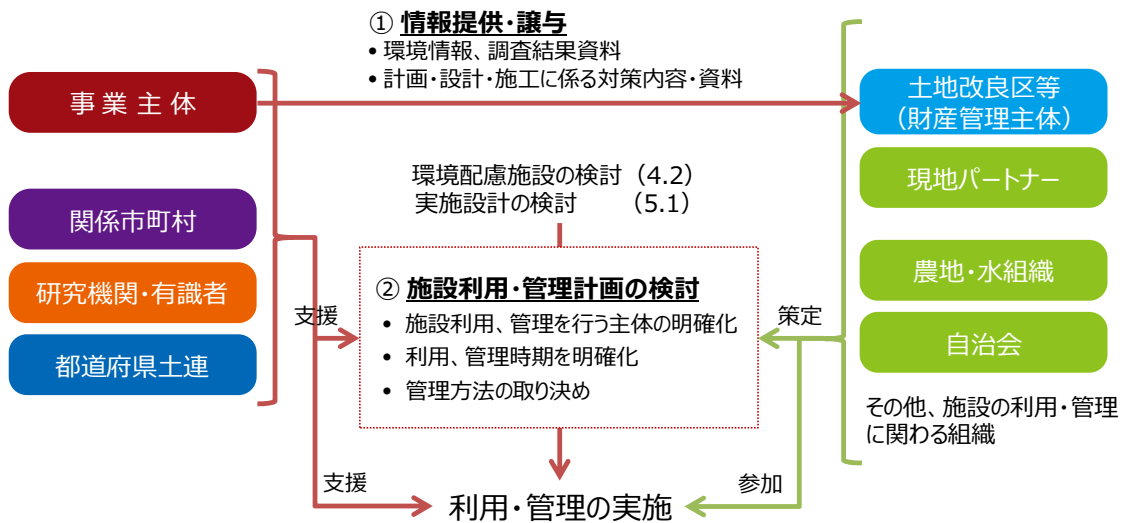 ① 情報提供・譲与
• 環境情報、調査結果資料
• 計画・設計・施工に係る対策内容・資料
事業主体
関係市町村
研究機関・有識者
都道府県土連
環境配慮施設の検討（4.2）
実施設計の検討　　　（5.1）
② 施設利用・管理計画の検討
• 施設利用、管理を行う主体の明確化
• 利用、管理時期を明確化
• 管理方法の取り決め
支援
策定
支援
参加
利用・管理の実施
土地改良区等
（財産管理主体）
現地パートナー
農地・水組織
自治会
その他、施設の利用・管理
に関わる組織